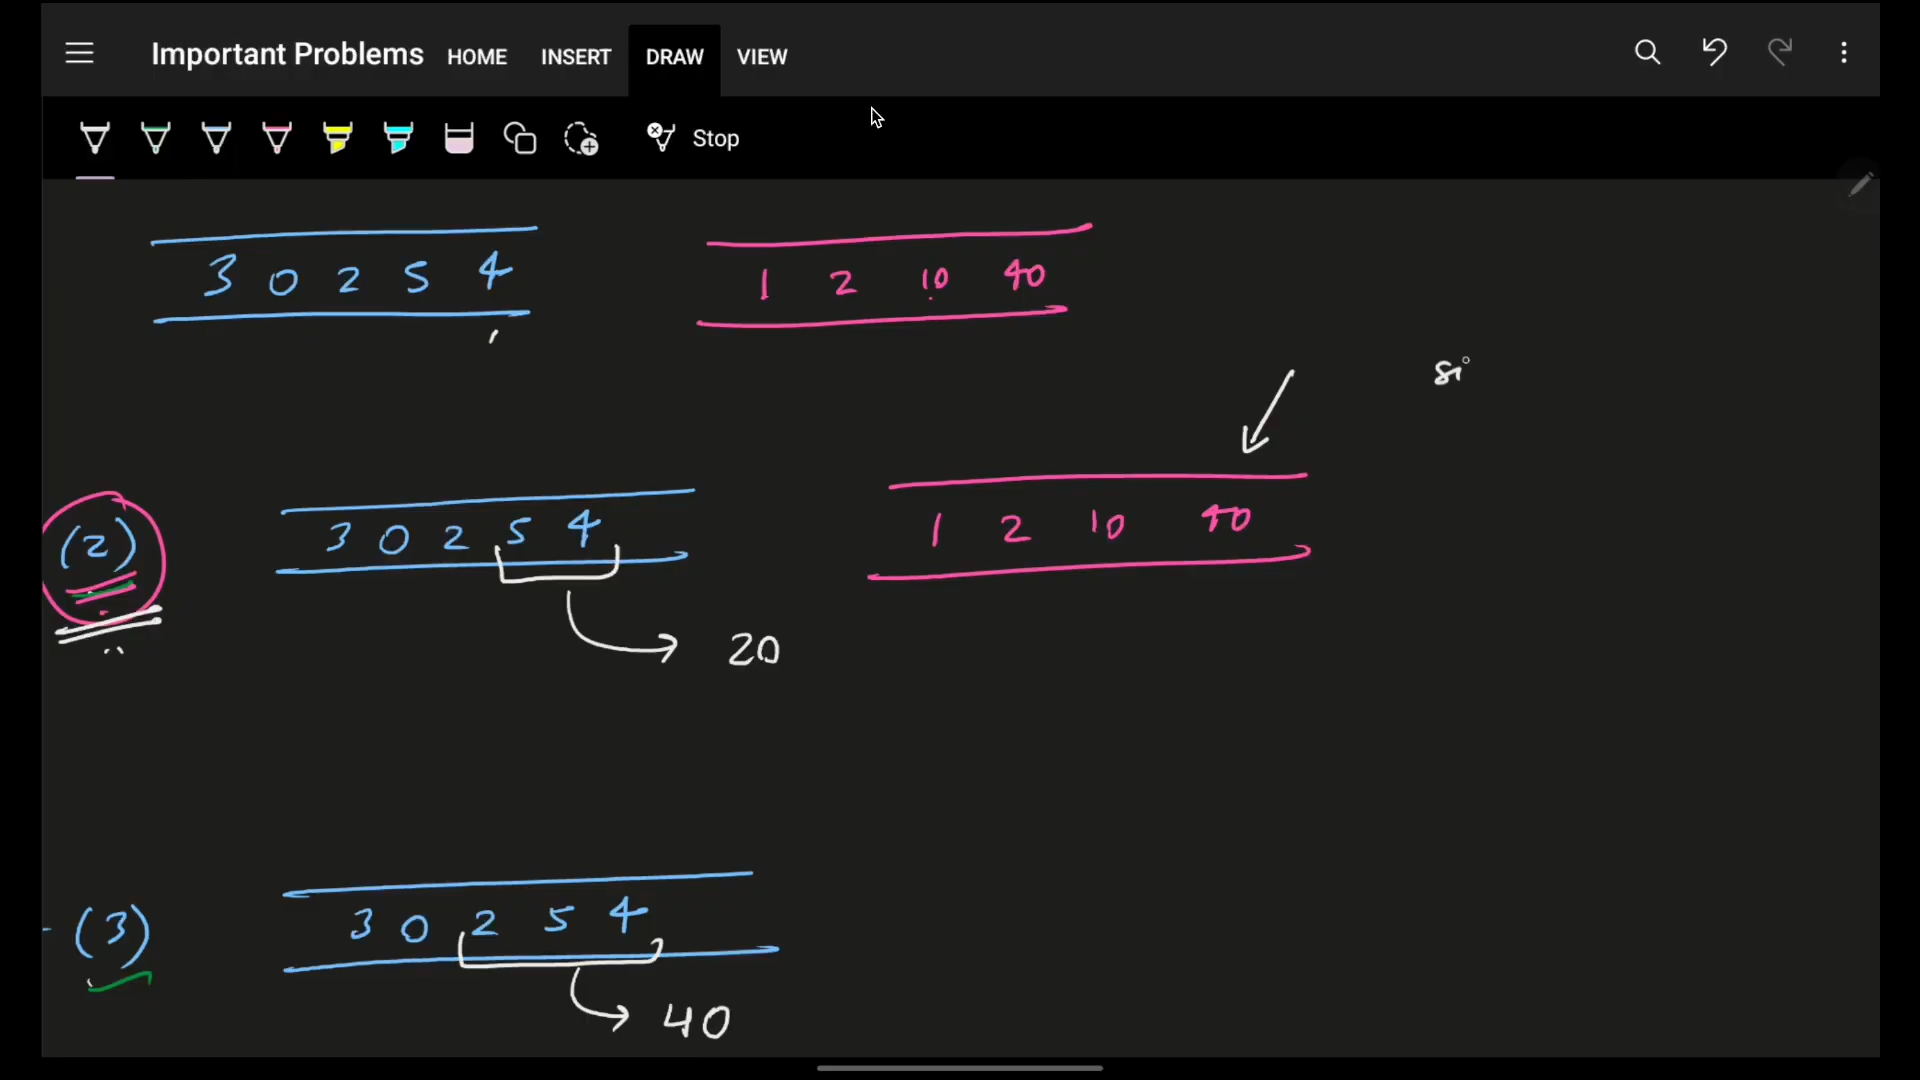 Important Problems HOME INSERT DRAW VIEW
Stop
3 0 2 5 4 1 2 10 40
si
(2) 3 0 2 5 4 1 2 10 40
20
- (3) 3 0 2 5 4
40